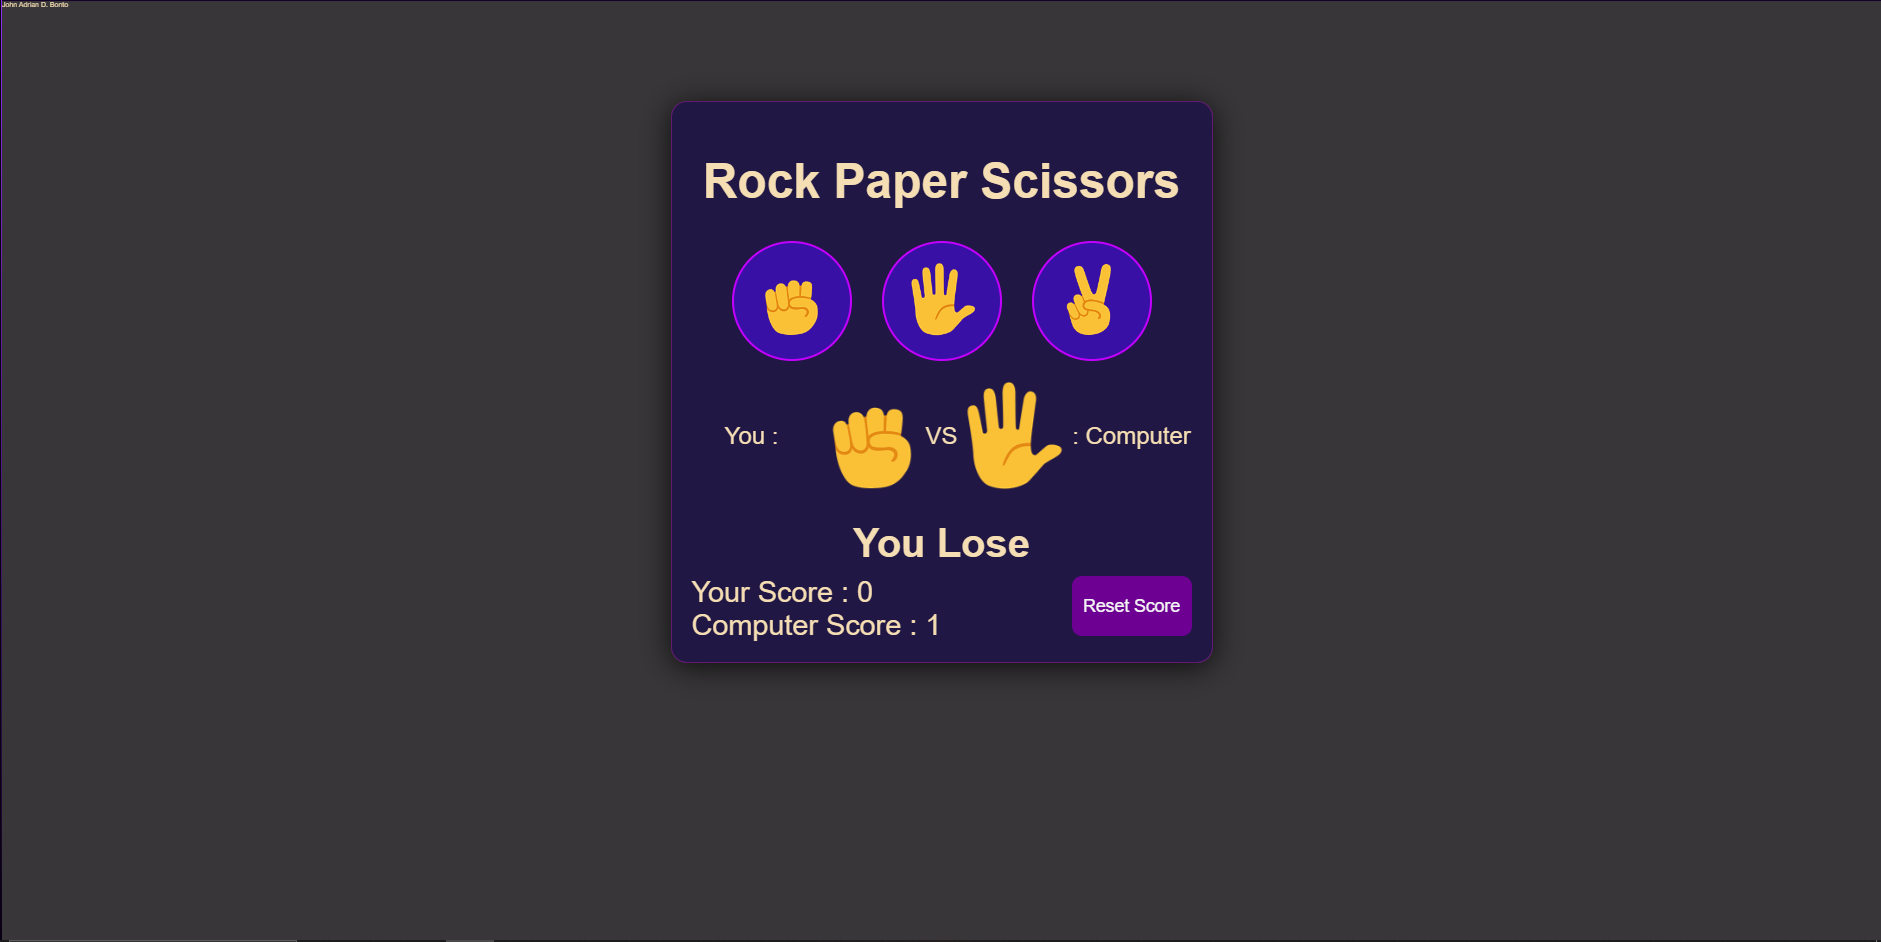 John Adrian D. Bonto
Rock Paper Scissors
You : VS : Computer
You Lose
Your Score : 0
Computer Score : 1
Reset Score